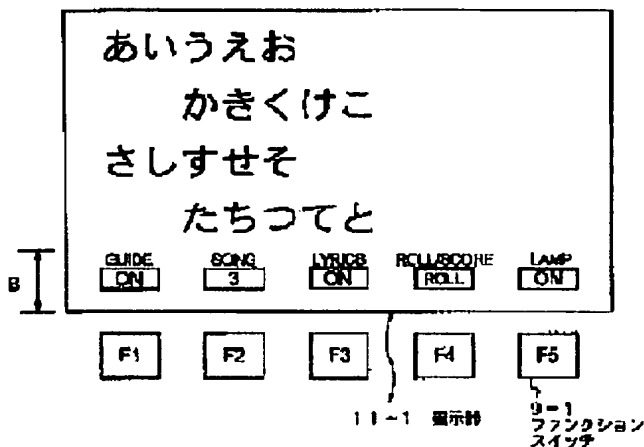 あいうえお
かきくけこ
さしすせそ
たちつてと
GUIDE SONG LYRICS ROLL/SCORE LAMP
ON 3 ON ROLL ON
B
F1 F2 F3 F4 F5
11-1 表示部
9-1
ファンクション
スイッチ